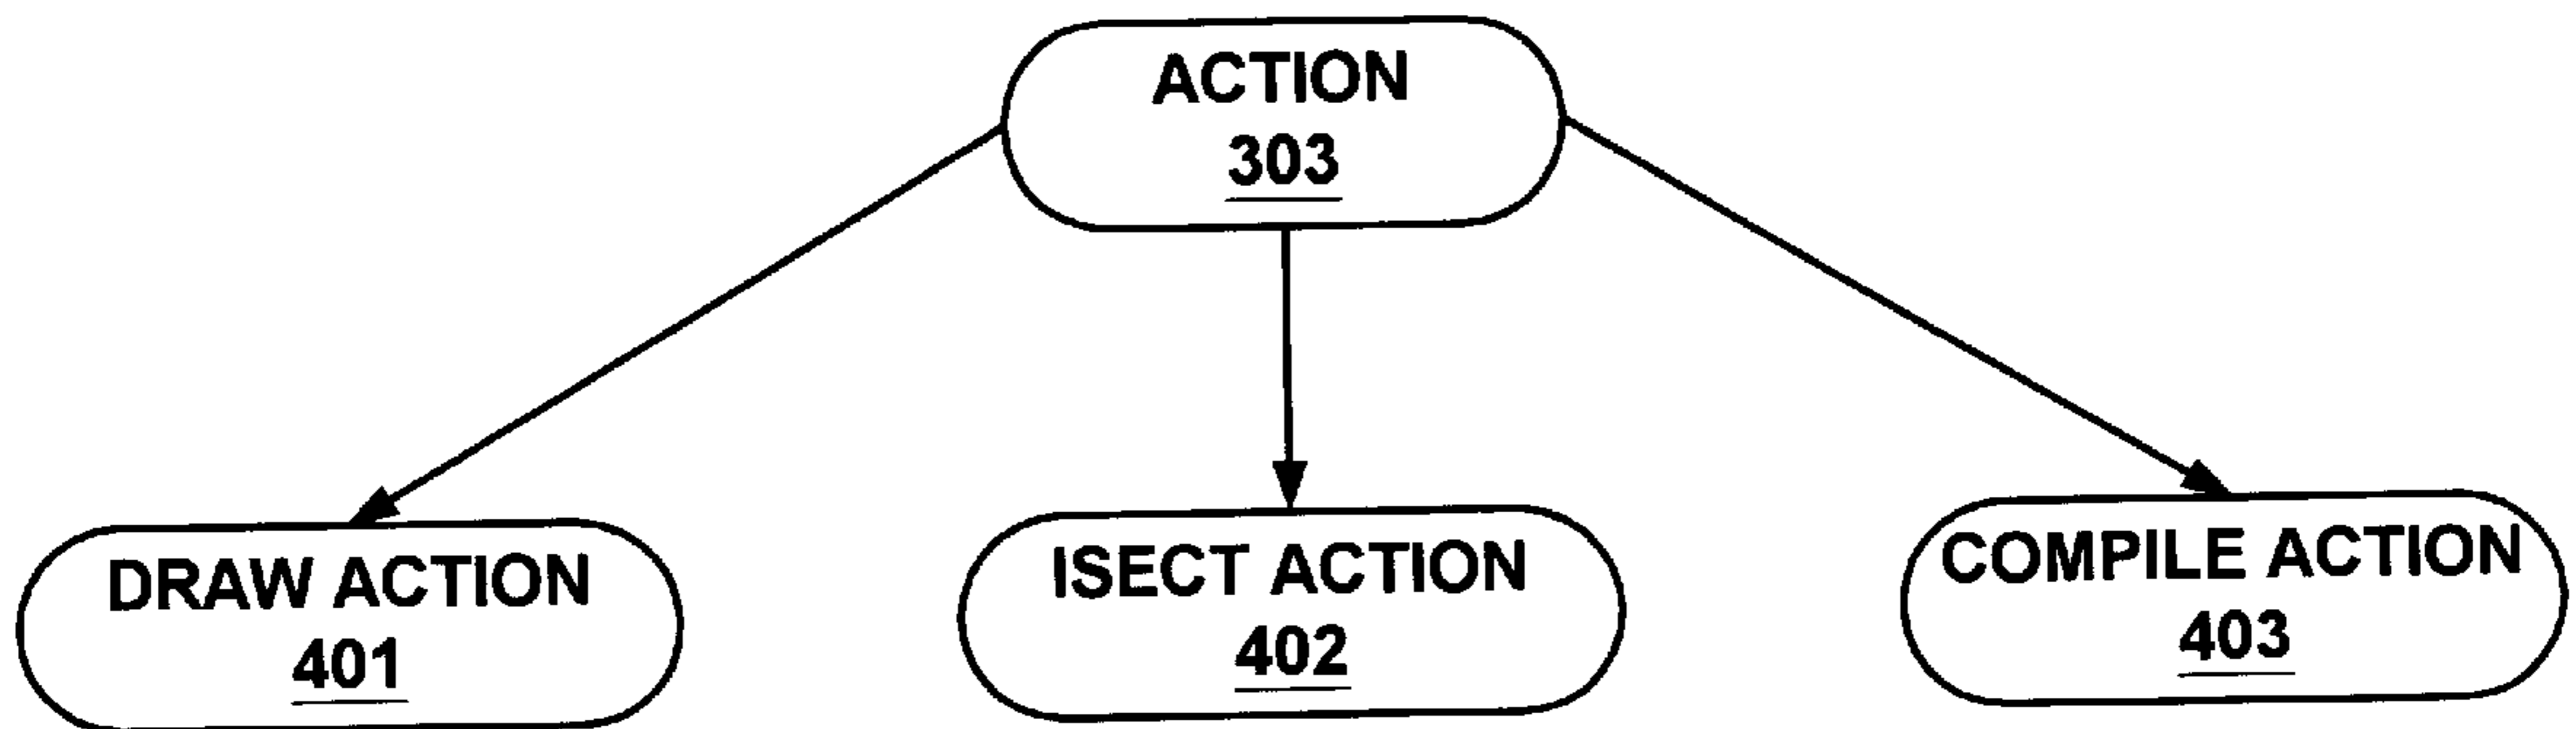 ACTION
303
DRAW ACTION
401
ISECT ACTION
402
COMPILE ACTION
403